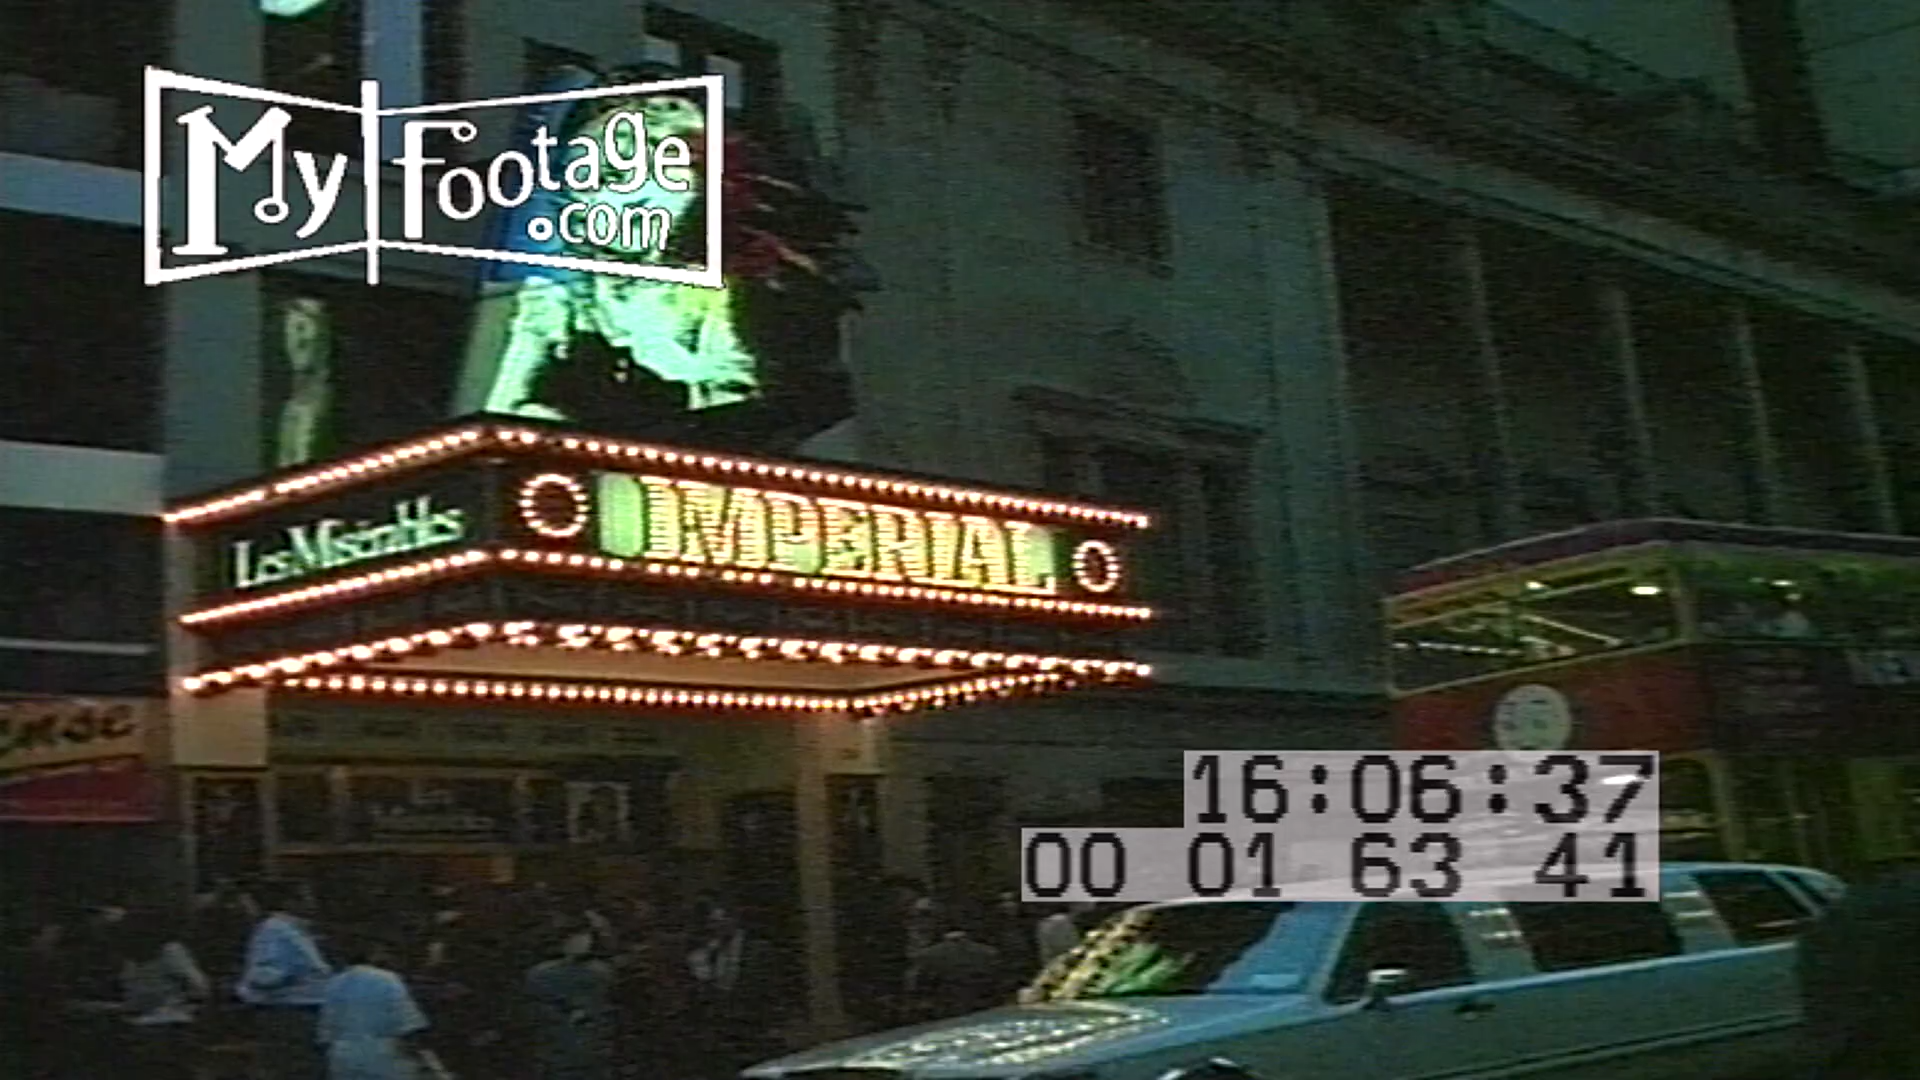 My Footage
.com
Les Misérables
IMPERIAL
16:06:37
00 01 63 41